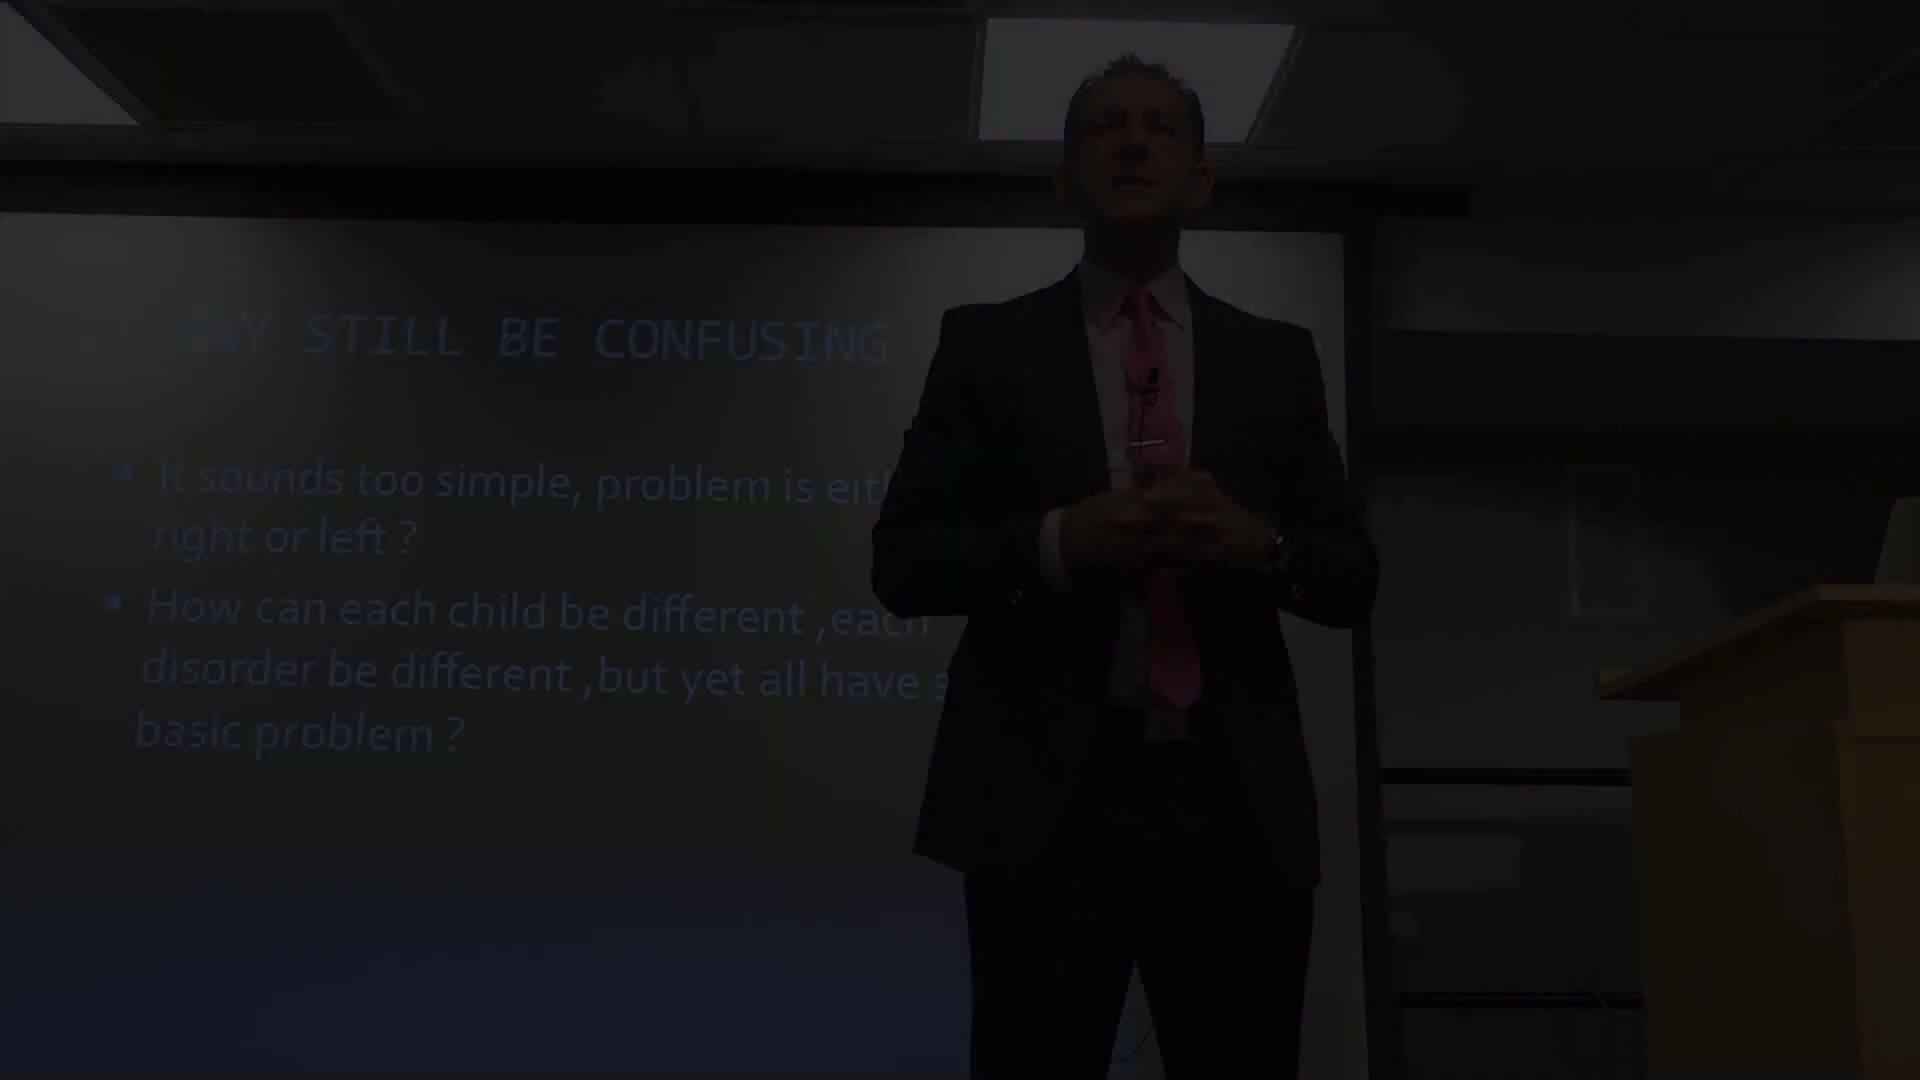 MAY STILL BE CONFUSING
It sounds too simple, problem is
right or left ?
How can each child be different ,each
disorder be different ,but yet all have
basic problem ?